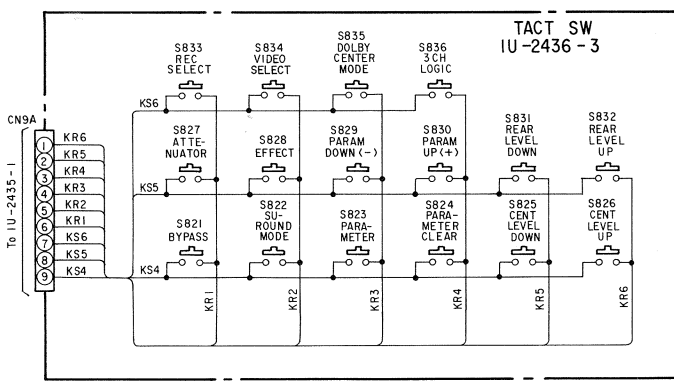 TACT SW
1U-2436-3
S833
REC
SELECT
S834
VIDEO
SELECT
S835
DOLBY
CENTER
MODE
S836
3CH
LOGIC
KS6
CN9A
To 1U-2435-1
1 KR6
2 KR5
3 KR4
4 KR3
5 KR2
6 KR1
7 KS6
8 KS5
9 KS4
S827
ATTE-
NUATOR
S828
EFFECT
S829
PARAM
DOWN (-)
S830
PARAM
UP (+)
S831
REAR
LEVEL
DOWN
S832
REAR
LEVEL
UP
KS5
S821
BYPASS
S822
SU-
ROUND
MODE
S823
PARA-
METER
S824
PARA-
METER
CLEAR
S825
CENT
LEVEL
DOWN
S826
CENT
LEVEL
UP
KS4
KR1
KR2
KR3
KR4
KR5
KR6